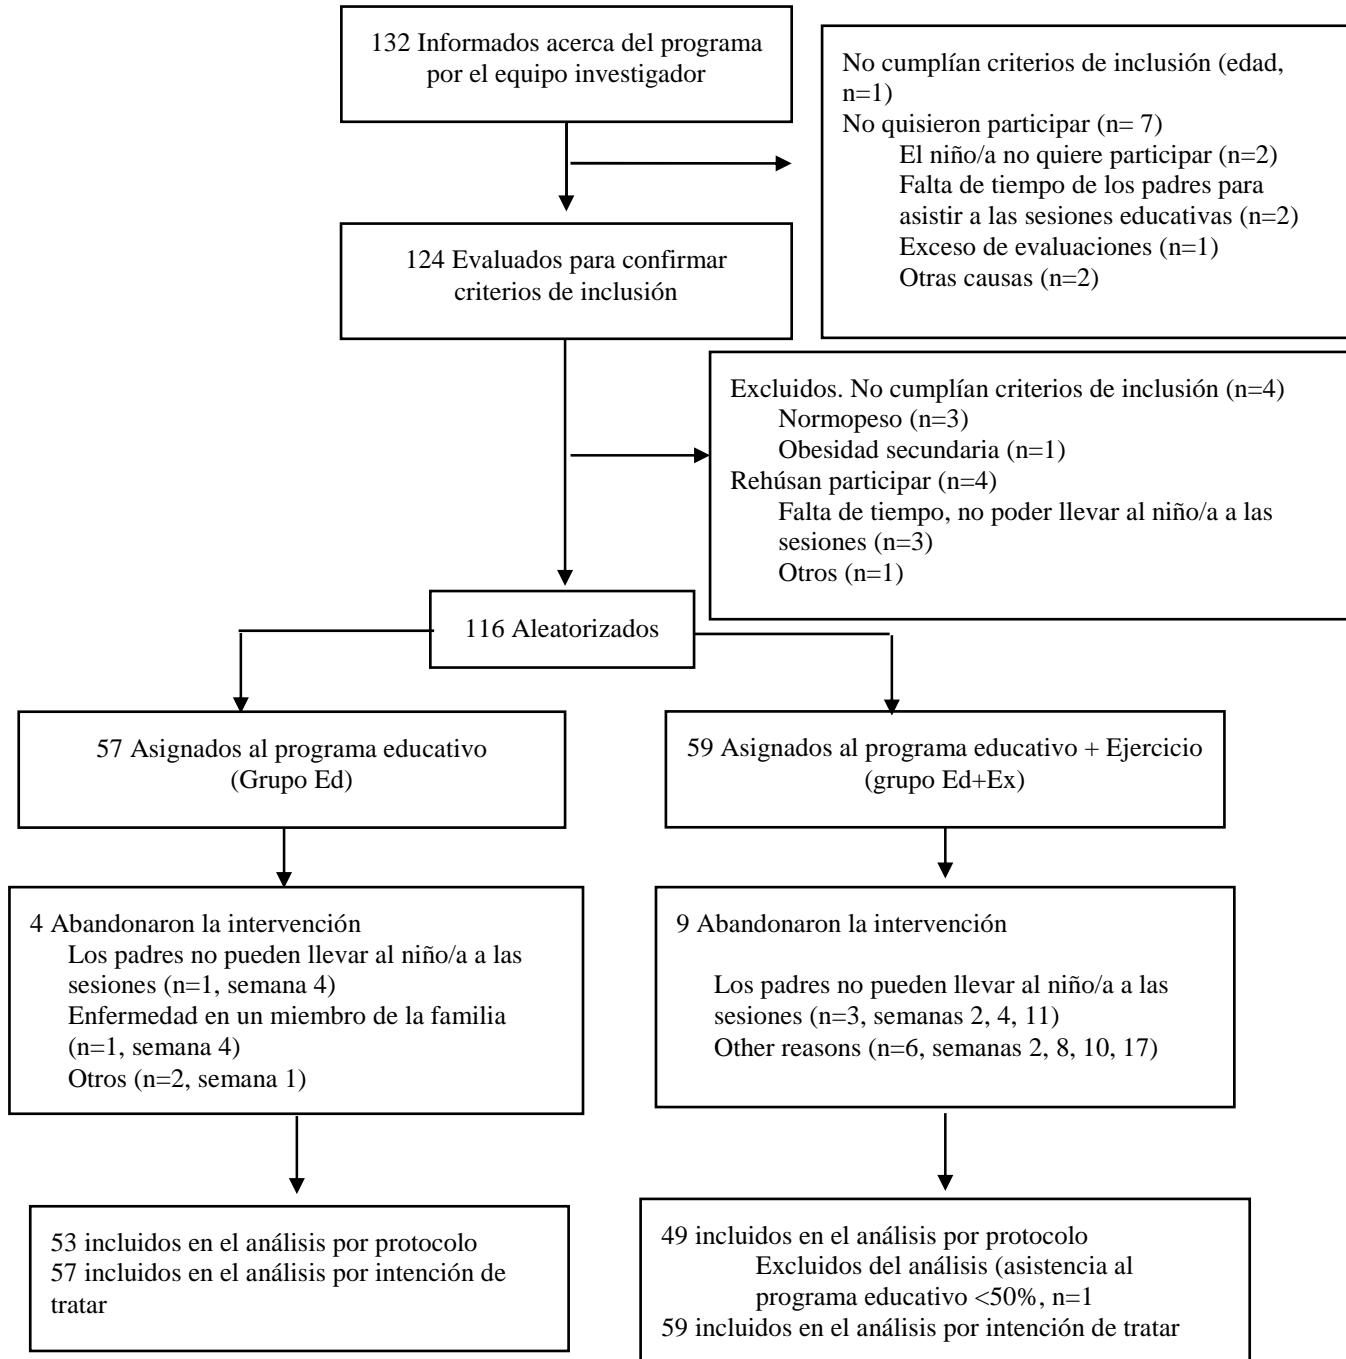 132 Informados acerca del programa
por el equipo investigador
No cumplían criterios de inclusión (edad,
n=1)
No quisieron participar (n= 7)
El niño/a no quiere participar (n=2)
Falta de tiempo de los padres para
asistir a las sesiones educativas (n=2)
Exceso de evaluaciones (n=1)
Otras causas (n=2)
124 Evaluados para confirmar
criterios de inclusión
Excluidos. No cumplían criterios de inclusión (n=4)
Normopeso (n=3)
Obesidad secundaria (n=1)
Rehúsan participar (n=4)
Falta de tiempo, no poder llevar al niño/a a las
sesiones (n=3)
Otros (n=1)
116 Aleatorizados
57 Asignados al programa educativo
(Grupo Ed)
59 Asignados al programa educativo + Ejercicio
(grupo Ed+Ex)
4 Abandonaron la intervención
Los padres no pueden llevar al niño/a a las
sesiones (n=1, semana 4)
Enfermedad en un miembro de la familia
(n=1, semana 4)
Otros (n=2, semana 1)
9 Abandonaron la intervención
Los padres no pueden llevar al niño/a a las
sesiones (n=3, semanas 2, 4, 11)
Other reasons (n=6, semanas 2, 8, 10, 17)
53 incluidos en el análisis por protocolo
57 incluidos en el análisis por intención de
tratar
49 incluidos en el análisis por protocolo
Excluidos del análisis (asistencia al
programa educativo <50%, n=1
59 incluidos en el análisis por intención de tratar